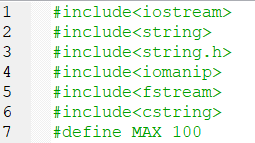 1 #include<iostream>
2 #include<string>
3 #include<string.h>
4 #include<iomanip>
5 #include<fstream>
6 #include<cstring>
7 #define MAX 100